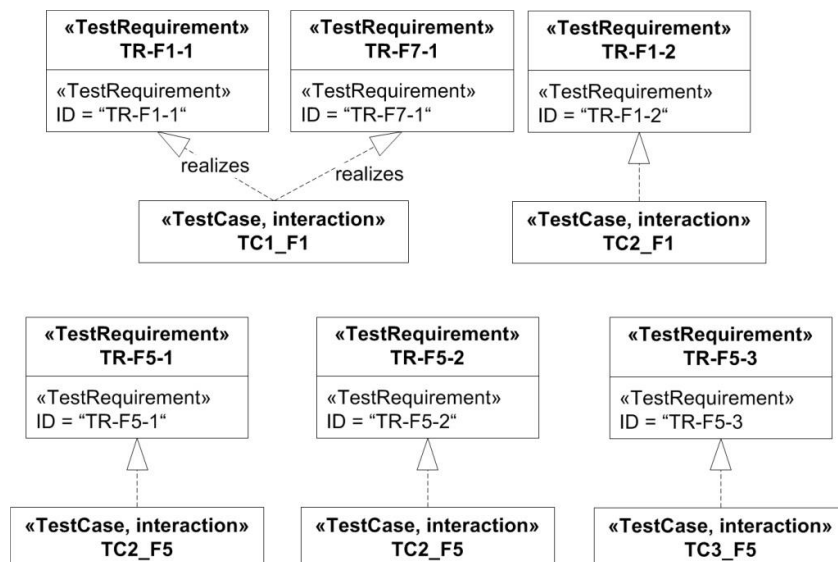 «TestRequirement»
TR-F1-1
«TestRequirement»
ID = “TR-F1-1“
«TestRequirement»
TR-F7-1
«TestRequirement»
ID = “TR-F7-1“
«TestRequirement»
TR-F1-2
«TestRequirement»
ID = “TR-F1-2“
realizes
realizes
«TestCase, interaction»
TC1_F1
«TestCase, interaction»
TC2_F1
«TestRequirement»
TR-F5-1
«TestRequirement»
ID = “TR-F5-1“
«TestRequirement»
TR-F5-2
«TestRequirement»
ID = “TR-F5-2“
«TestRequirement»
TR-F5-3
«TestRequirement»
ID = “TR-F5-3
«TestCase, interaction»
TC2_F5
«TestCase, interaction»
TC2_F5
«TestCase, interaction»
TC3_F5